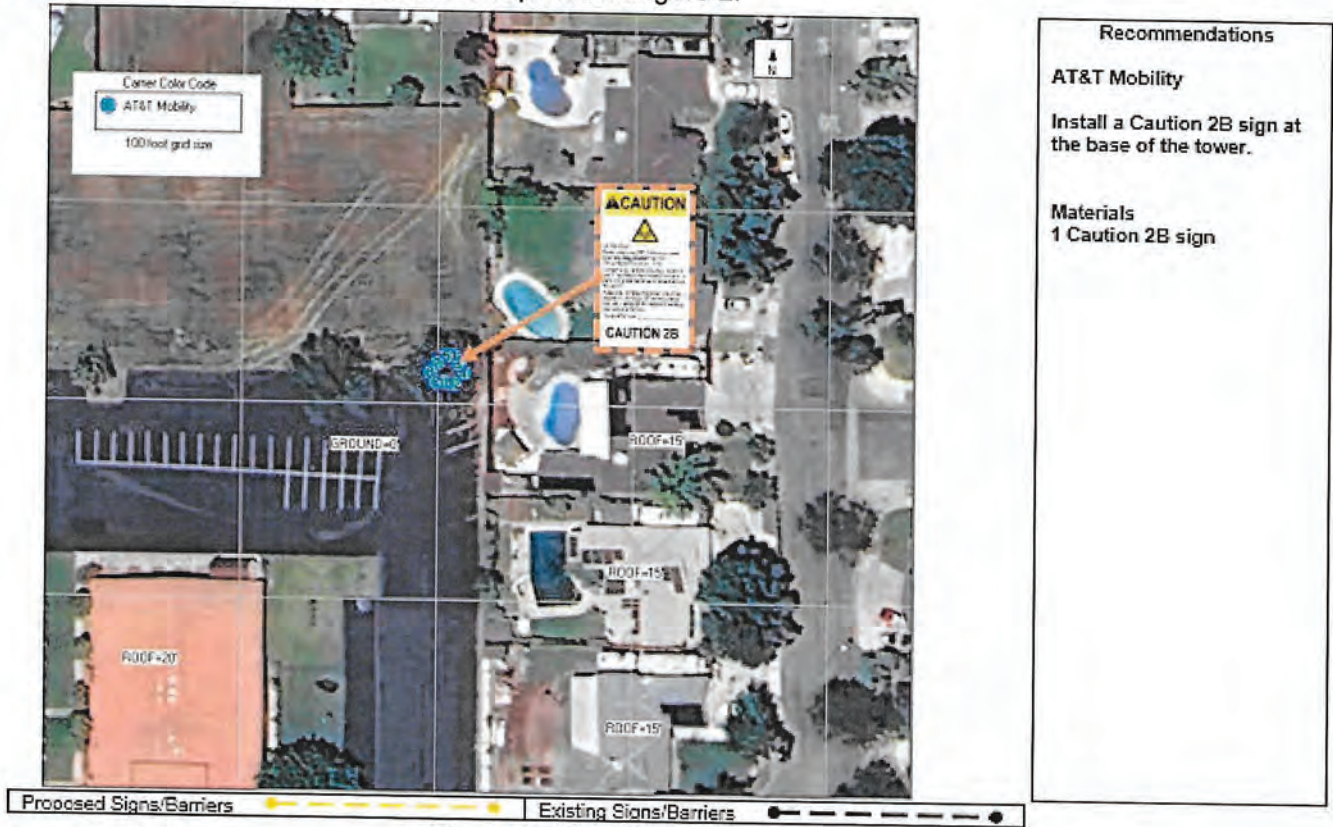 Carrier Color Code
AT&T Mobility
100 foot grid size
N
CAUTION
CAUTION 2B
GROUND=0'
ROOF=15'
ROOF=15'
ROOF=20'
ROOF=15'
Proposed Signs/Barriers
Existing Signs/Barriers
Recommendations
AT&T Mobility
Install a Caution 2B sign at
the base of the tower.
Materials
1 Caution 2B sign